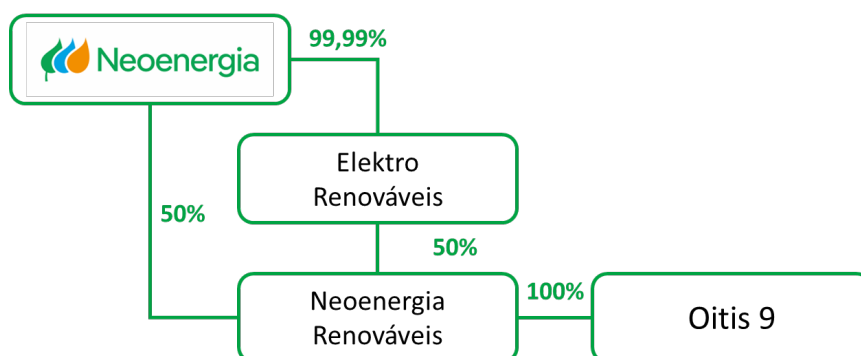 Neoenergia
99,99%
Elektro
Renováveis
50%
50%
Neoenergia
Renováveis
100%
Oitis 9